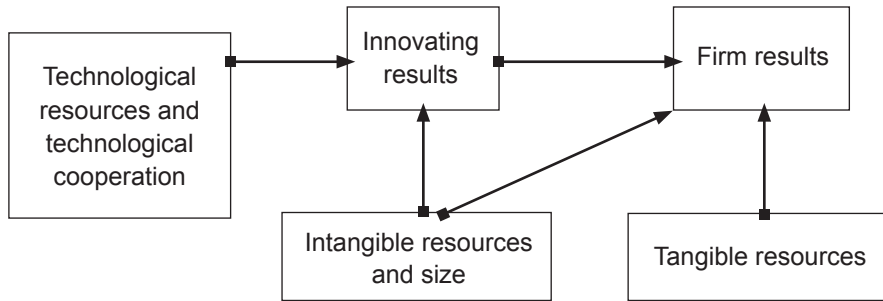 Technological
resources and
technological
cooperation
Innovating
results
Firm results
Intangible resources
and size
Tangible resources